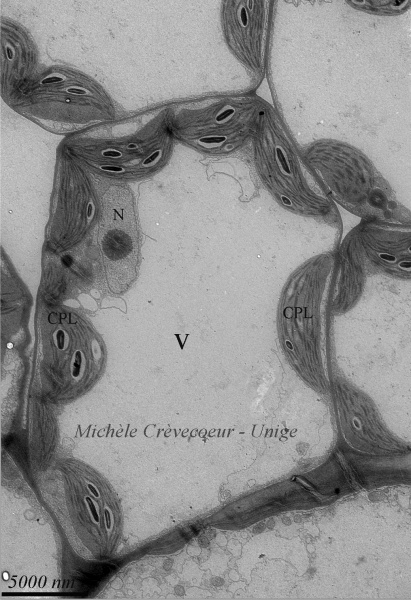 N
CPL
CPL
V
Michèle Crèvecoeur - Unige
5000 nm